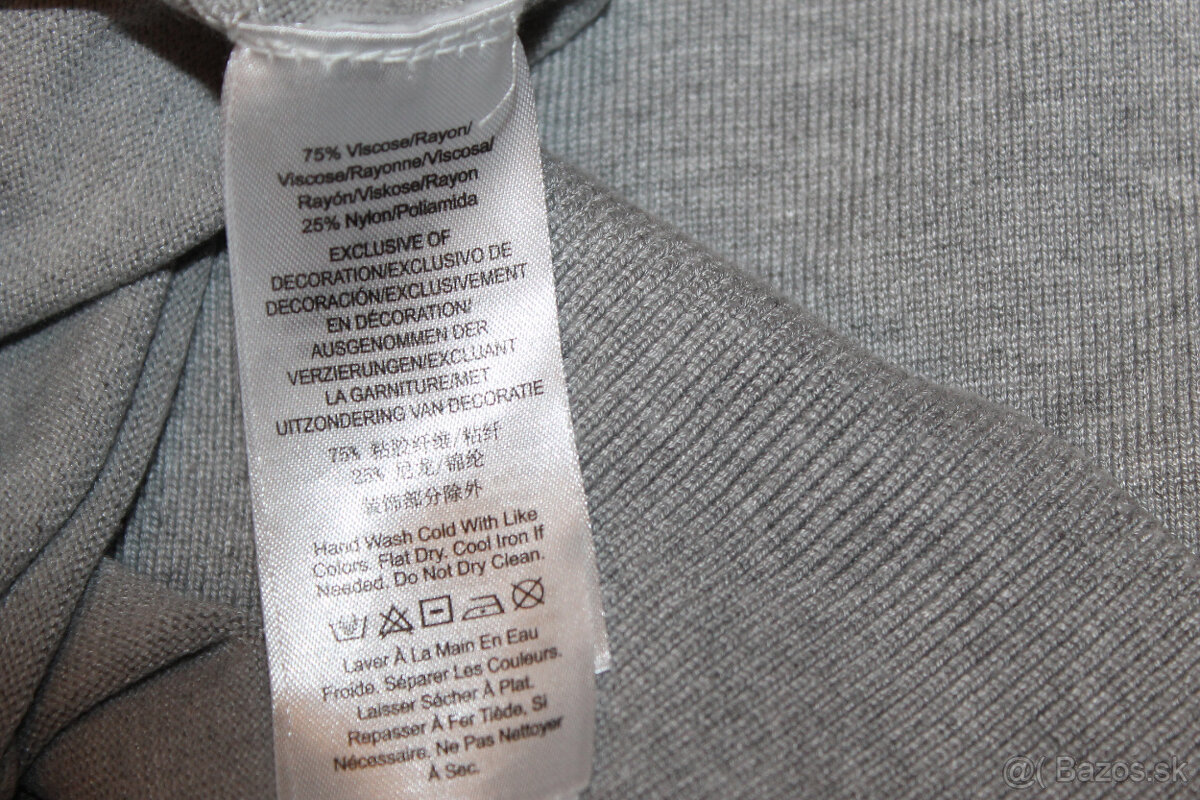 75% Viscose/Rayon/
Viscose/Rayonne/Viscosa/
Rayón/Viskose/Rayon
25% Nylon/Poliamida
EXCLUSIVE OF
DECORATION/EXCLUSIVO DE
DECORACIÓN/EXCLUSIVEMENT
EN DÉCORATION/
AUSGENOMMEN DER
VERZIERUNGEN/EXCLUANT
LA GARNITURE/MET
UITZONDERING VAN DECORATIE
75% 粘胶纤维/粘纤
25% 尼龙/锦纶
装饰部分除外
Hand Wash Cold With Like
Colors. Flat Dry. Cool Iron If
Needed. Do Not Dry Clean.
Laver À La Main En Eau
Froide. Séparer Les Couleurs.
Laisser Sécher À Plat.
Repasser À Fer Tiède, Si
Nécessaire. Ne Pas Nettoyer
À Sec.
@( Bazos.sk